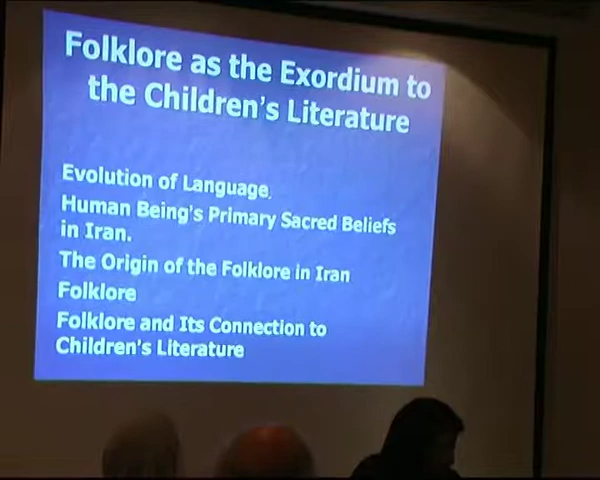 Folklore as the Exordium to
the Children's Literature
Evolution of Language.
Human Being's Primary Sacred Beliefs
in Iran.
The Origin of the Folklore in Iran
Folklore
Folklore and Its Connection to
Children's Literature